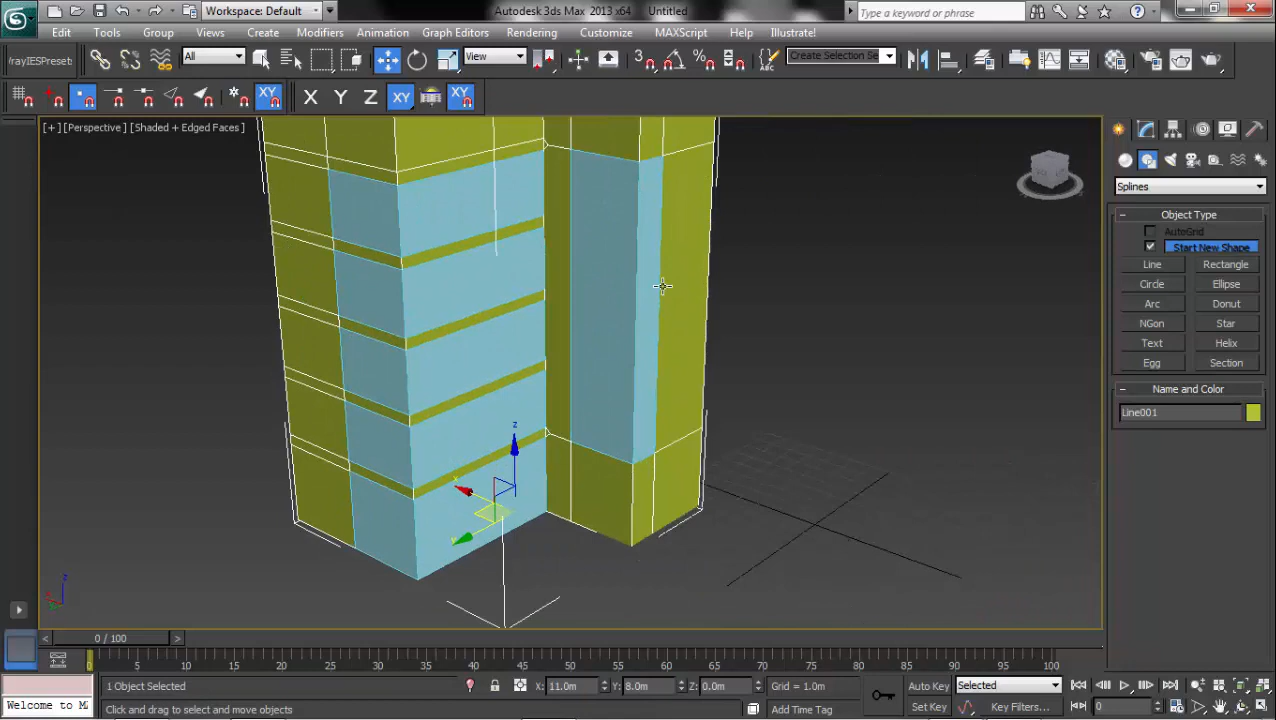 Workspace: Default
Autodesk 3ds Max 2013 x64
Untitled
Type a keyword or phrase
Edit Tools Group Views Create Modifiers Animation Graph Editors Rendering Customize MAXScript Help Illustrate!
All
View
3
Create Selection Se
X Y Z XY XY XY
[+] [Perspective] [Shaded + Edged Faces]
Splines
Object Type
AutoGrid
Start New Shape
Line Rectangle
Circle Ellipse
Arc Donut
NGon Star
Text Helix
Egg Section
Name and Color
Line001
z
z
0 / 100
0 5 10 15 20 25 30 35 40 45 50 55 60 65 70 75 80 85 90 95 100
1 Object Selected
X: 11.0m Y: 8.0m Z: 0.0m
Grid = 1.0m
Auto Key
Selected
Welcome to M
Click and drag to select and move objects
Add Time Tag
Set Key
Key Filters...
0